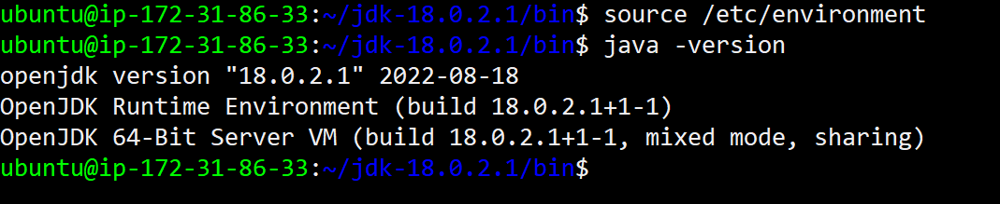 ubuntu@ip-172-31-86-33:~/jdk-18.0.2.1/bin$ source /etc/environment
ubuntu@ip-172-31-86-33:~/jdk-18.0.2.1/bin$ java -version
openjdk version "18.0.2.1" 2022-08-18
OpenJDK Runtime Environment (build 18.0.2.1+1-1)
OpenJDK 64-Bit Server VM (build 18.0.2.1+1-1, mixed mode, sharing)
ubuntu@ip-172-31-86-33:~/jdk-18.0.2.1/bin$